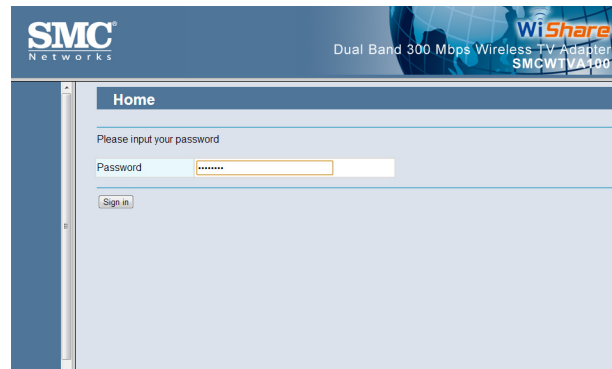 SMC®
Networks
WiShare
Dual Band 300 Mbps Wireless TV Adapter
SMCWTVA100
Home
Please input your password
Password ••••••••
Sign in